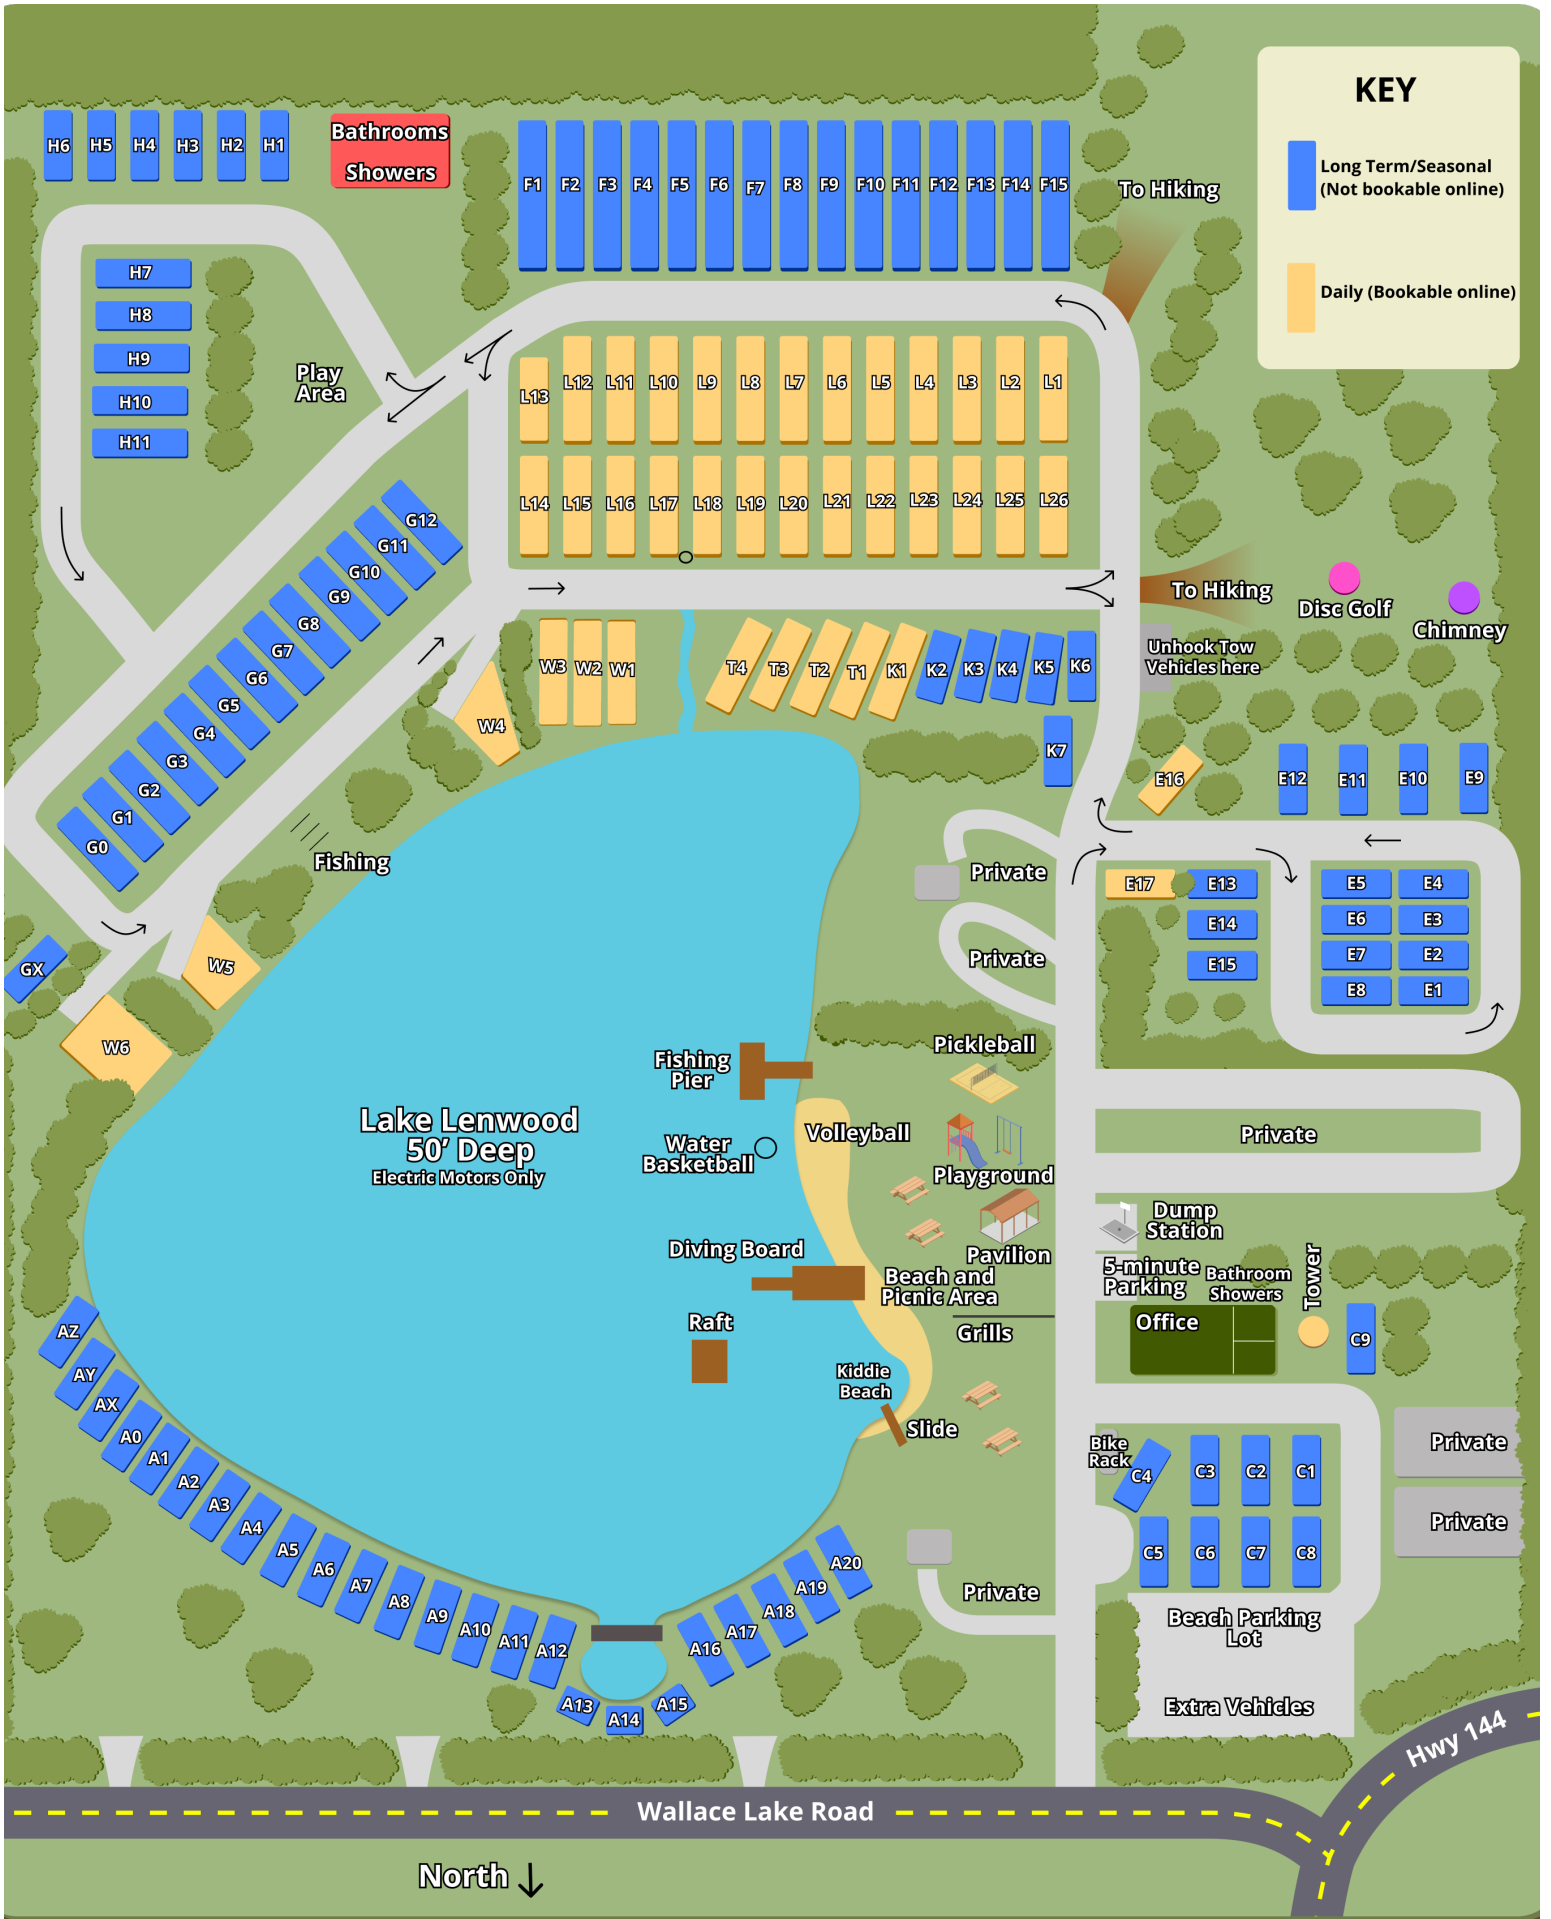 KEY
Long Term/Seasonal
(Not bookable online)
Daily (Bookable online)
H6 H5 H4 H3 H2 H1
Bathrooms
Showers
F1 F2 F3 F4 F5 F6 F7 F8 F9 F10 F11 F12 F13 F14 F15
To Hiking
H7
H8
H9
H10
H11
Play
Area
L13 L12 L11 L10 L9 L8 L7 L6 L5 L4 L3 L2 L1
L14 L15 L16 L17 L18 L19 L20 L21 L22 L23 L24 L25 L26
G12
G11
G10
G9
G8
G7
G6
G5
G4
G3
G2
G1
G0
To Hiking
Disc Golf
Chimney
Unhook Tow
Vehicles here
W4
W3 W2 W1
T4 T3 T2 T1 K1 K2 K3 K4 K5 K6
K7
E16
E12 E11 E10 E9
Fishing
Private
E17
E13
E14
E15
E5 E4
E6 E3
E7 E2
E8 E1
Private
GX
W5
W6
Pickleball
Fishing
Pier
Lake Lenwood
50’ Deep
Electric Motors Only
Water
Basketball
Volleyball
Playground
Private
Pavilion
Dump
Station
Diving Board
Beach and
Picnic Area
5-minute
Parking
Bathroom
Showers
Tower
Office
C9
Raft
Grills
Kiddie
Beach
Slide
Bike
Rack
C4 C3 C2 C1
C5 C6 C7 C8
Private
Private
AZ
AY
AX
A0
A1
A2
A3
A4
A5
A6
A7
A8
A9
A10
A11
A12
A13
A14
A15
A16
A17
A18
A19
A20
Private
Beach Parking
Lot
Extra Vehicles
Hwy 144
Wallace Lake Road
North